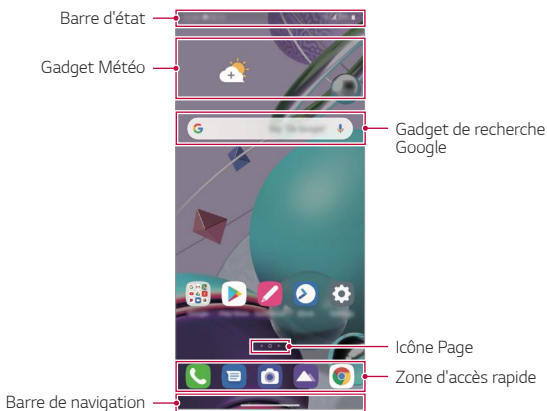 Barre d'état
Gadget Météo
Gadget de recherche
Google
Icône Page
Zone d'accès rapide
Barre de navigation